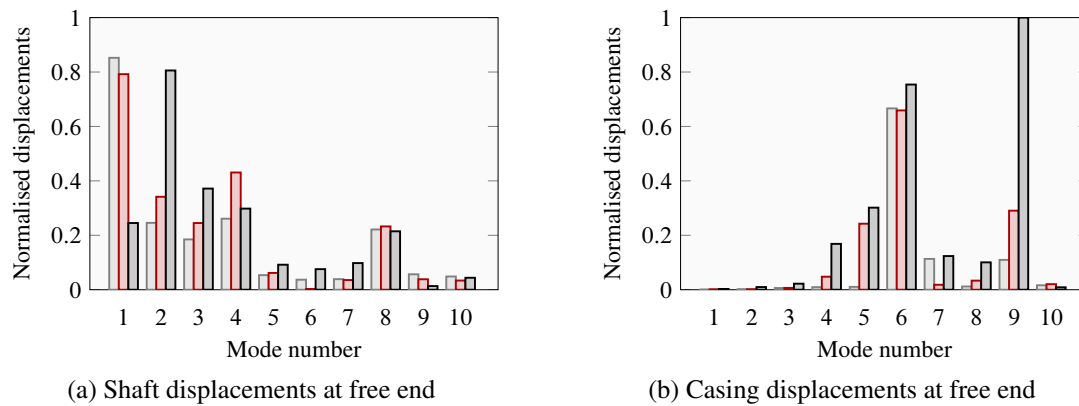 Normalised displacements
1
0.8
0.6
0.4
0.2
0
1 2 3 4 5 6 7 8 9 10
Mode number
(a) Shaft displacements at free end
Normalised displacements
1
0.8
0.6
0.4
0.2
0
1 2 3 4 5 6 7 8 9 10
Mode number
(b) Casing displacements at free end